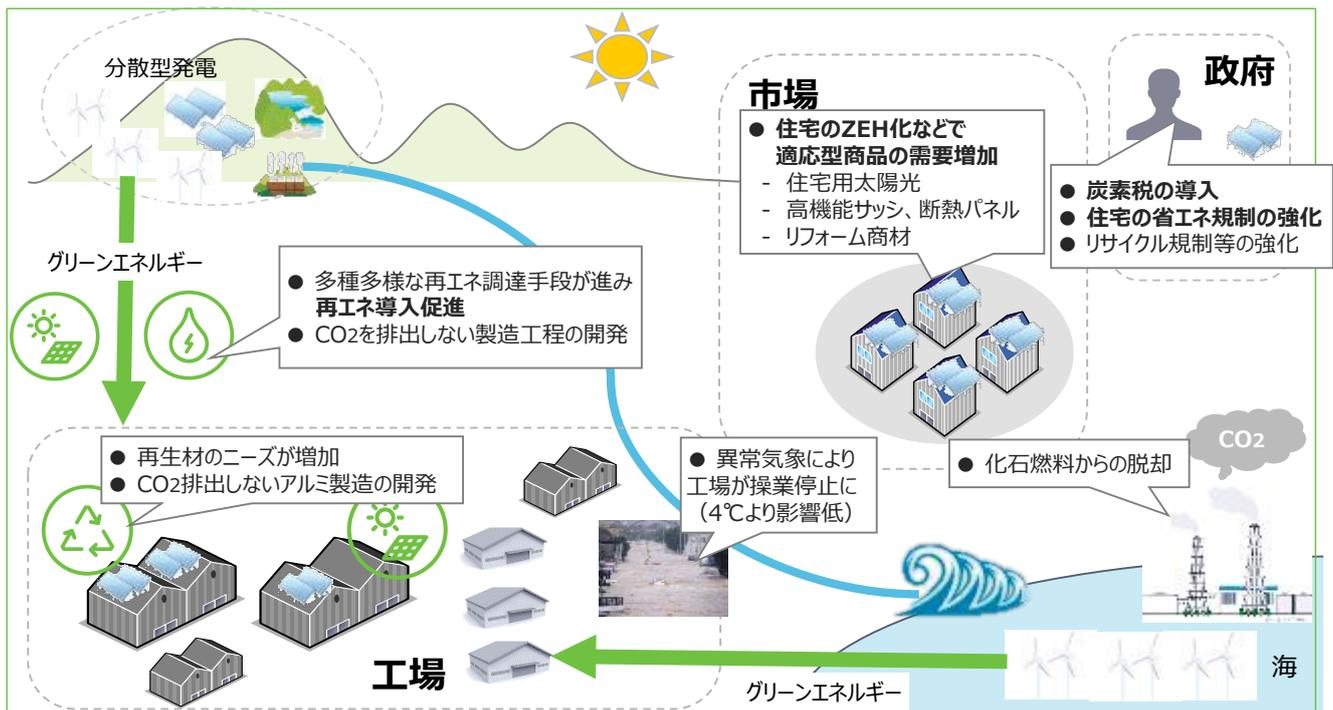 分散型発電
グリーンエネルギー
● 多種多様な再エネ調達手段が進み
再エネ導入促進
● CO2を排出しない製造工程の開発
市場
● 住宅のZEH化などで
適応型商品の需要増加
- 住宅用太陽光
- 高機能サッシ、断熱パネル
- リフォーム商材
政府
● 炭素税の導入
● 住宅の省エネ規制の強化
● リサイクル規制等の強化
● 再生材のニーズが増加
● CO2排出しないアルミ製造の開発
● 異常気象により
工場が操業停止に
（4℃より影響低）
● 化石燃料からの脱却
CO2
工場
グリーンエネルギー
海